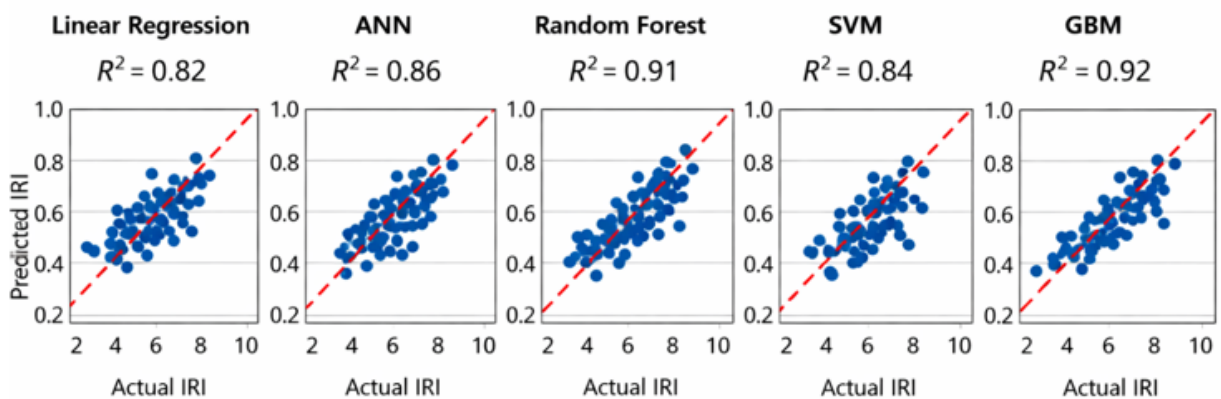 Linear Regression ANN Random Forest SVM GBM
R² = 0.82 R² = 0.86 R² = 0.91 R² = 0.84 R² = 0.92
1.0 1.0 1.0 1.0 1.0
0.8 0.8 0.8 0.8 0.8
0.6 0.6 0.6 0.6 0.6
0.4 0.4 0.4 0.4 0.4
0.2 0.2 0.2 0.2 0.2
Predicted IRI
2 4 6 8 10 2 4 6 8 10 2 4 6 8 10 2 4 6 8 10 2 4 6 8 10
Actual IRI Actual IRI Actual IRI Actual IRI Actual IRI